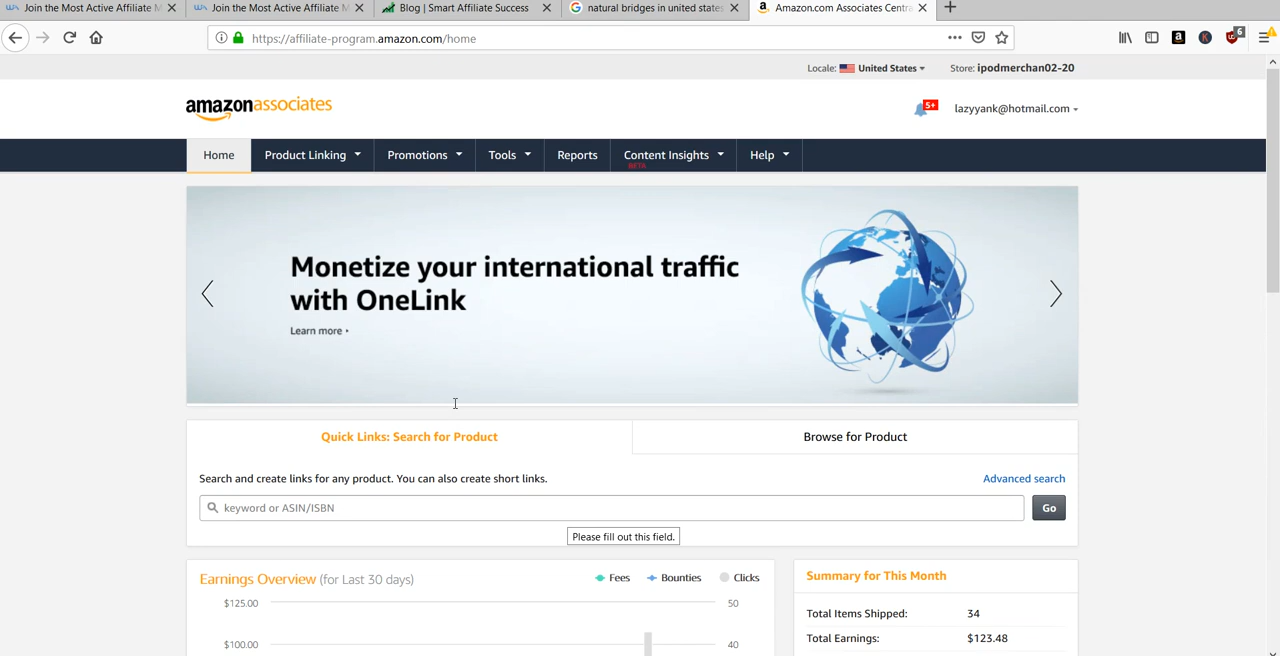 Join the Most Active Affiliate M
Join the Most Active Affiliate M
Blog | Smart Affiliate Success
natural bridges in united states
Amazon.com Associates Centra
https://affiliate-program.amazon.com/home
6
Locale: United States
Store: ipodmerchan02-20
amazonassociates
5+
lazyyank@hotmail.com
Home
Product Linking
Promotions
Tools
Reports
Content Insights
BETA
Help
Monetize your international traffic
with OneLink
Learn more
Quick Links: Search for Product
Browse for Product
Search and create links for any product. You can also create short links.
Advanced search
keyword or ASIN/ISBN
Go
Please fill out this field.
Earnings Overview (for Last 30 days)
Fees
Bounties
Clicks
$125.00
50
$100.00
40
Summary for This Month
Total Items Shipped: 34
Total Earnings: $123.48